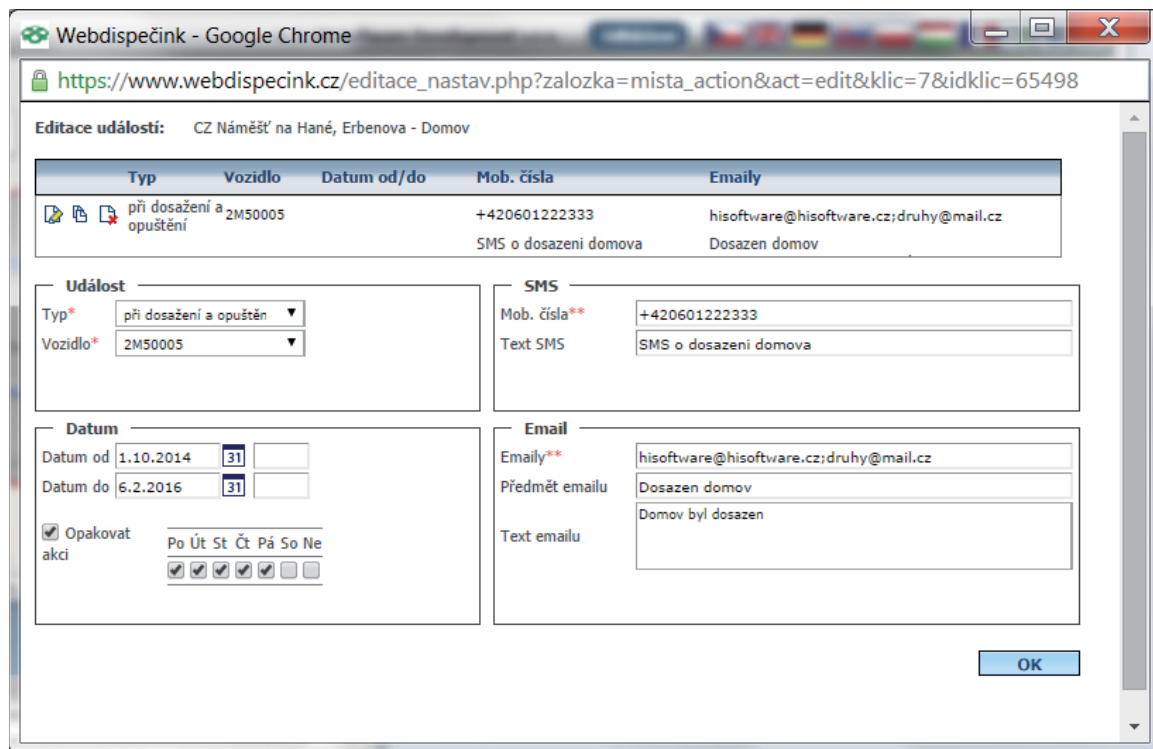 Webdispečink - Google Chrome
https://www.webdispecink.cz/editace_nastav.php?zalozka=mista_action&act=edit&klic=7&idklic=65498
Editace událostí: CZ Náměšť na Hané, Erbenova - Domov
Typ Vozidlo Datum od/do Mob. čísla Emaily
při dosažení a opuštění 2M50005 +420601222333 hisoftware@hisoftware.cz;druhy@mail.cz
SMS o dosazeni domova Dosazen domov
Událost
Typ* při dosažení a opuštěn
Vozidlo* 2M50005
SMS
Mob. čísla** +420601222333
Text SMS SMS o dosazeni domova
Datum
Datum od 1.10.2014 31
Datum do 6.2.2016 31
Opakovat akci
Po Út St Čt Pá So Ne
Email
Emaily** hisoftware@hisoftware.cz;druhy@mail.cz
Předmět emailu Dosazen domov
Text emailu Domov byl dosazen
OK